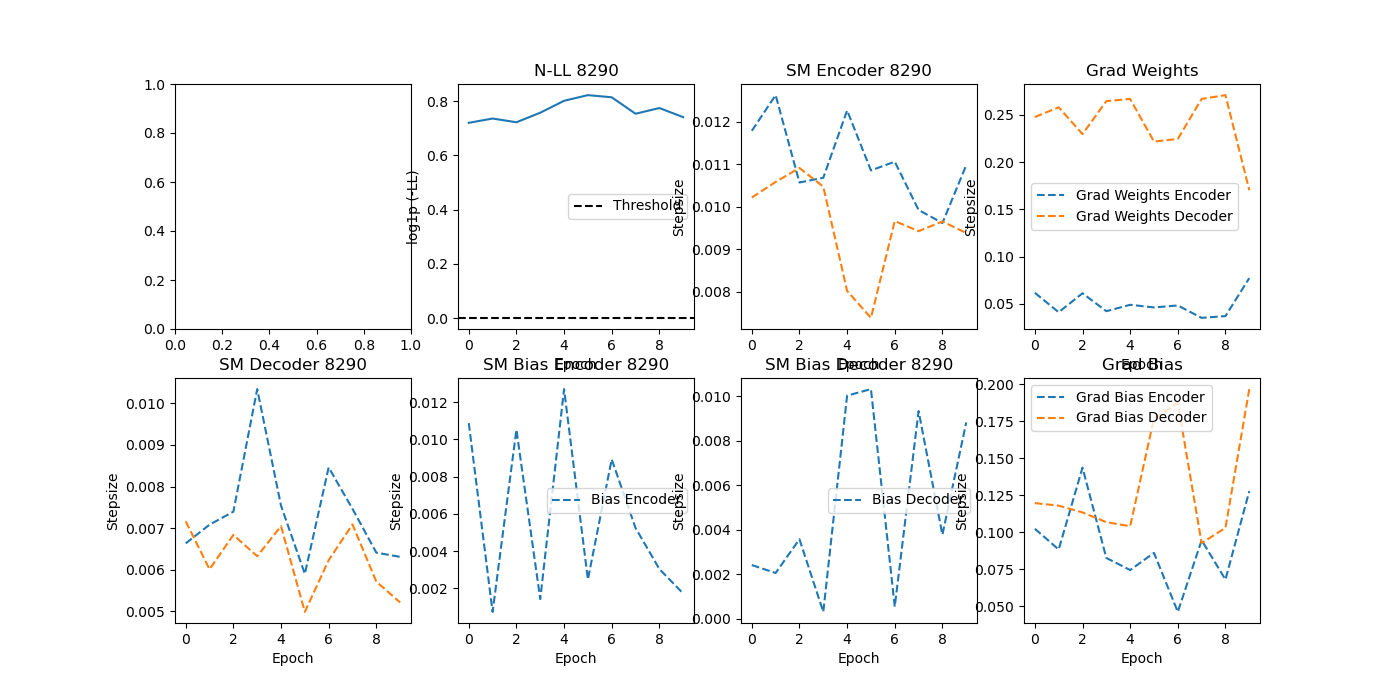 N-LL 8290
SM Encoder 8290
Grad Weights
1.0
0.8
0.6
0.4
0.2
0.0
0.0 0.2 0.4 0.6 0.8 1.0
log1p (-LL)
0.8
0.6
0.4
0.2
0.0
Threshold
0 2 4 6 8
Epoch
Stepsize
0.012
0.011
0.010
0.009
0.008
0 2 4 6 8
Epoch
Stepsize
0.25
0.20
0.15
0.10
0.05
Grad Weights Encoder
Grad Weights Decoder
0 2 4 6 8
Epoch
SM Decoder 8290
SM Bias Encoder 8290
SM Bias Decoder 8290
Grad Bias
Stepsize
0.010
0.009
0.008
0.007
0.006
0.005
0 2 4 6 8
Epoch
Stepsize
0.012
0.010
0.008
0.006
0.004
0.002
Bias Encoder
0 2 4 6 8
Epoch
Stepsize
0.010
0.008
0.006
0.004
0.002
0.000
Bias Decoder
0 2 4 6 8
Epoch
Stepsize
0.200
0.175
0.150
0.125
0.100
0.075
0.050
Grad Bias Encoder
Grad Bias Decoder
0 2 4 6 8
Epoch